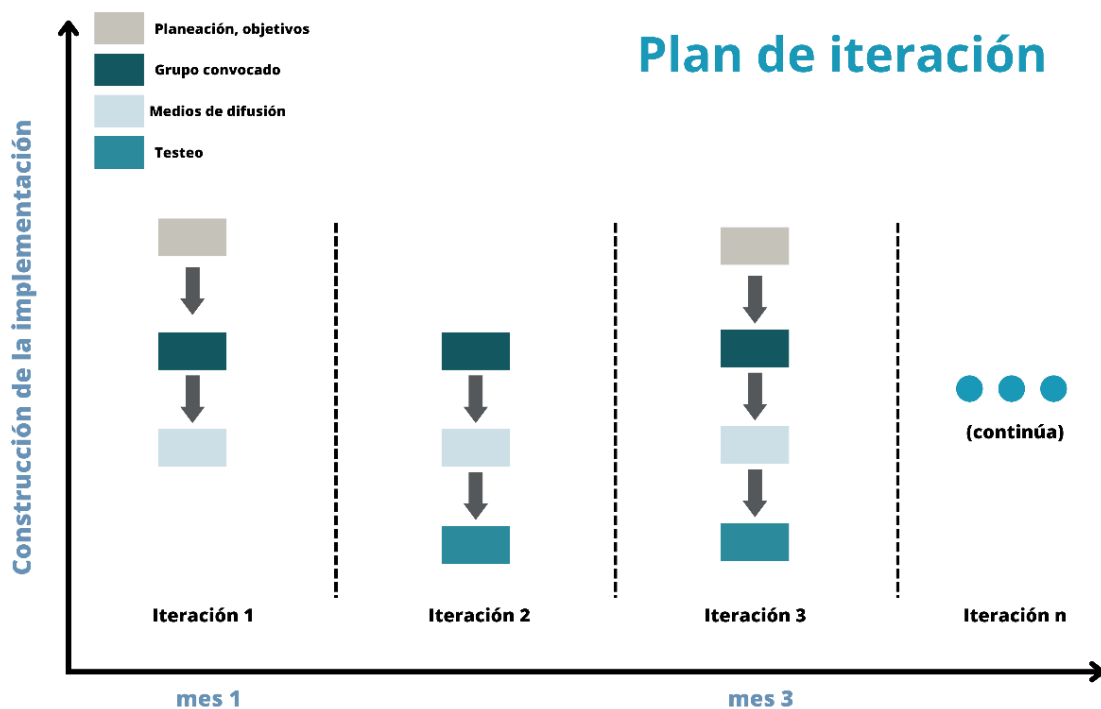 Plan de iteración
Planeación, objetivos
Grupo convocado
Medios de difusión
Testeo
Construcción de la implementación
(continúa)
Iteración 1
Iteración 2
Iteración 3
Iteración n
mes 1
mes 3